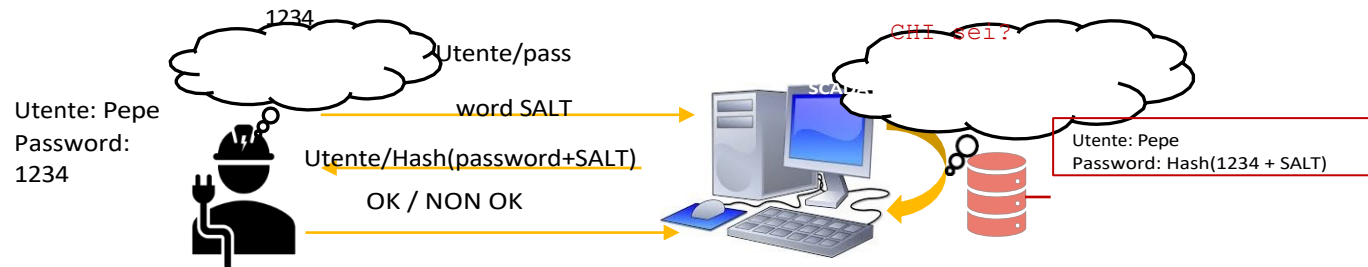 1234
CHI sei?
Utente/pass
SCADA
Utente: Pepe
Password:
1234
word SALT
Utente/Hash(password+SALT)
OK / NON OK
Utente: Pepe
Password: Hash(1234 + SALT)